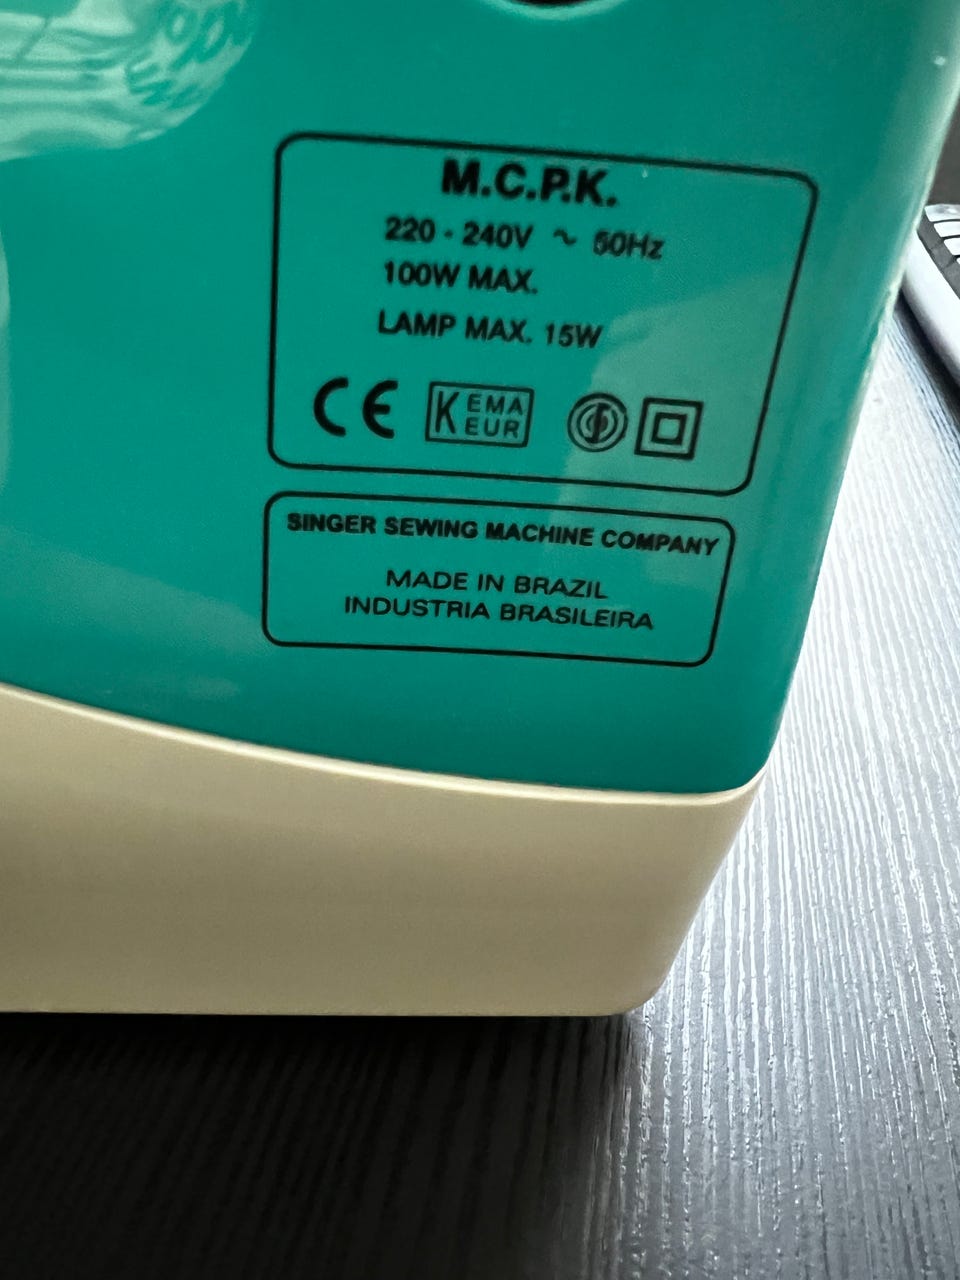 M.C.P.K.
220 - 240V ~ 50Hz
100W MAX.
LAMP MAX. 15W
CE KEMA EUR
SINGER SEWING MACHINE COMPANY
MADE IN BRAZIL
INDUSTRIA BRASILEIRA